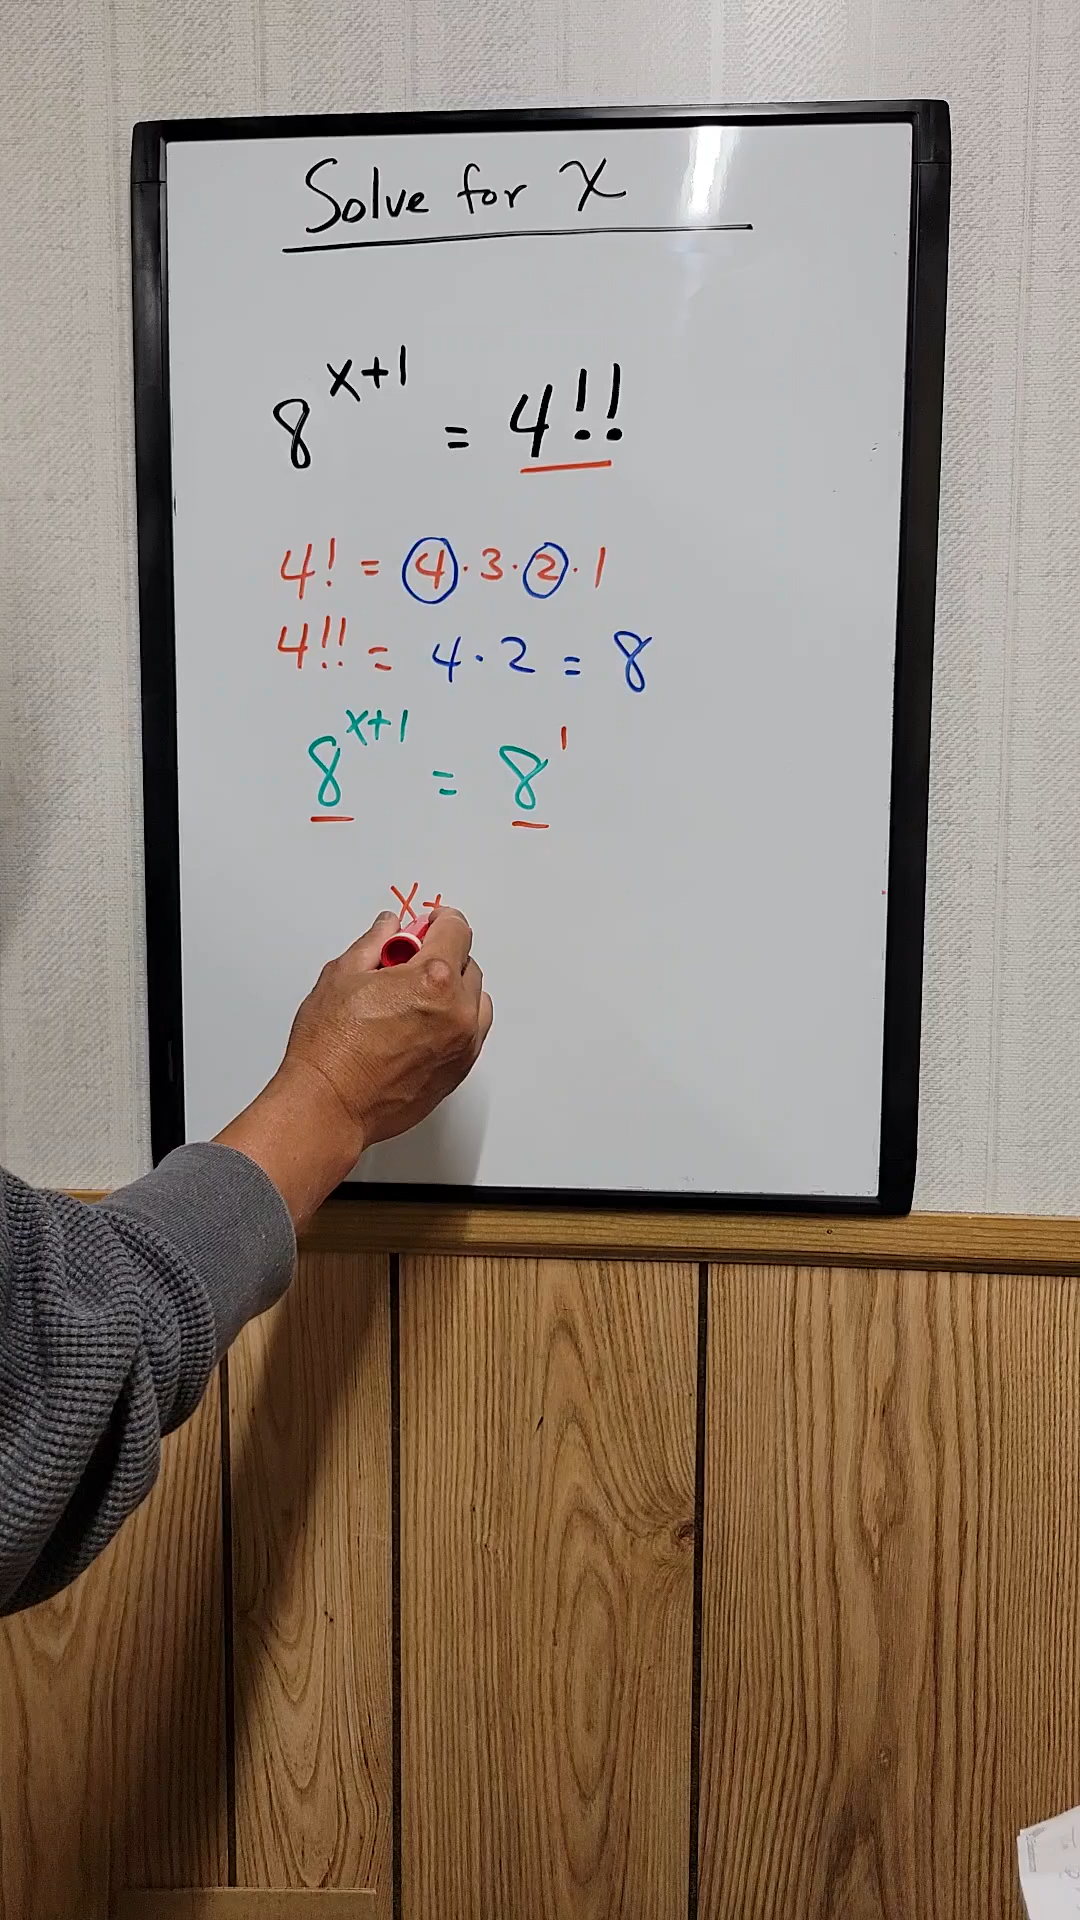 Solve for x
8^{x+1} = 4!!
4! = 4·3·2·1
4!! = 4·2 = 8
8^{x+1} = 8^1
x+